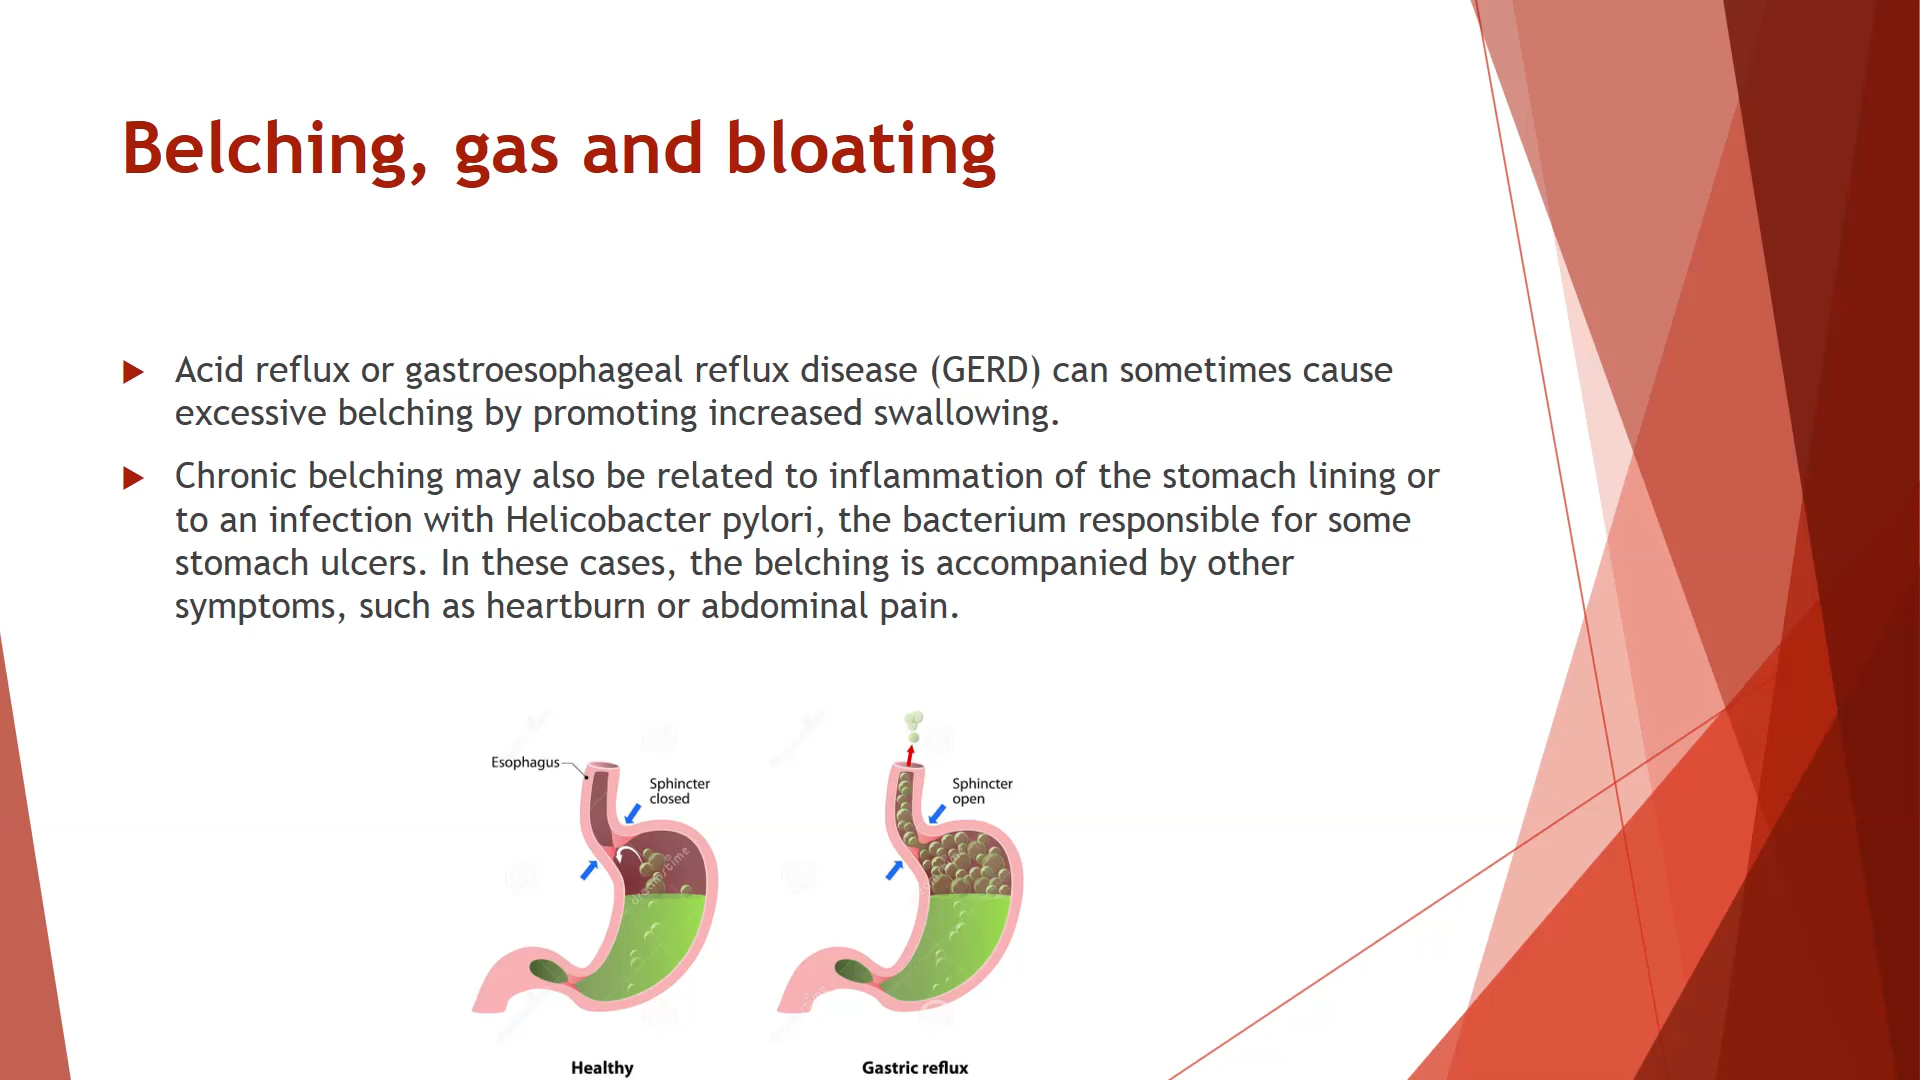 Belching, gas and bloating
Acid reflux or gastroesophageal reflux disease (GERD) can sometimes cause
excessive belching by promoting increased swallowing.
Chronic belching may also be related to inflammation of the stomach lining or
to an infection with Helicobacter pylori, the bacterium responsible for some
stomach ulcers. In these cases, the belching is accompanied by other
symptoms, such as heartburn or abdominal pain.
Esophagus
Sphincter
closed
Sphincter
open
dreamstime
Healthy
Gastric reflux